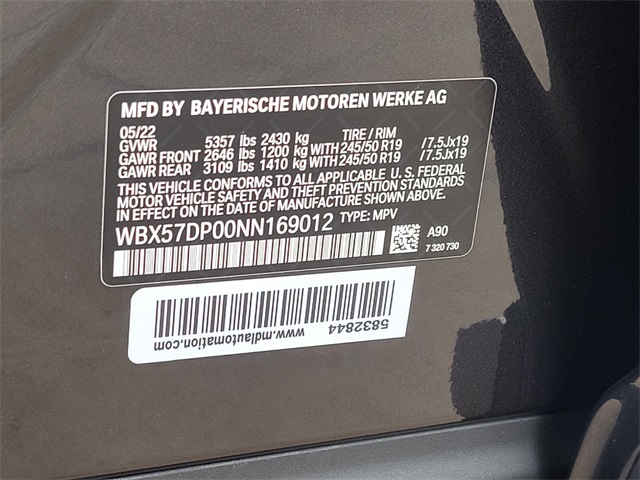 MFD BY BAYERISCHE MOTOREN WERKE AG
05/22
GVWR 5357 lbs 2430 kg TIRE / RIM
GAWR FRONT 2646 lbs 1200 kg WITH 245/50 R19 /7.5Jx19
GAWR REAR 3109 lbs 1410 kg WITH 245/50 R19 /7.5Jx19
THIS VEHICLE CONFORMS TO ALL APPLICABLE U.S. FEDERAL
MOTOR VEHICLE SAFETY AND THEFT PREVENTION STANDARDS
IN EFFECT ON THE DATE OF MANUFACTURE SHOWN ABOVE.
WBX57DP00NN169012 TYPE: MPV
A90
7 320 730
5832844
www.mdlautomation.com